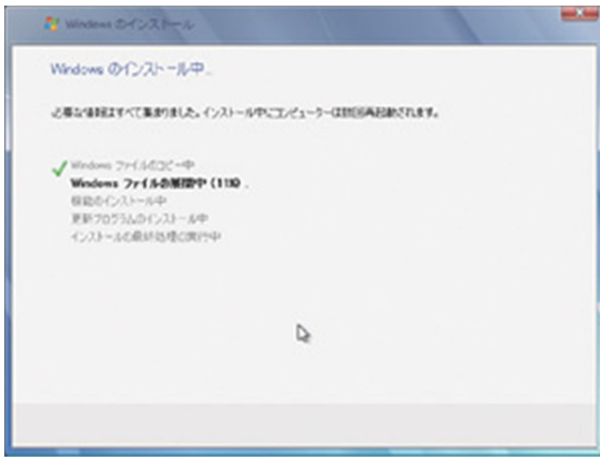 Windows のインストール
Windows のインストール中...
必要な情報はすべて集まりました。インストール中にコンピューターは数回再起動されます。
Windows ファイルのコピー中
Windows ファイルの展開中 (11%) .
機能のインストール中
更新プログラムのインストール中
インストールの最終処理の実行中